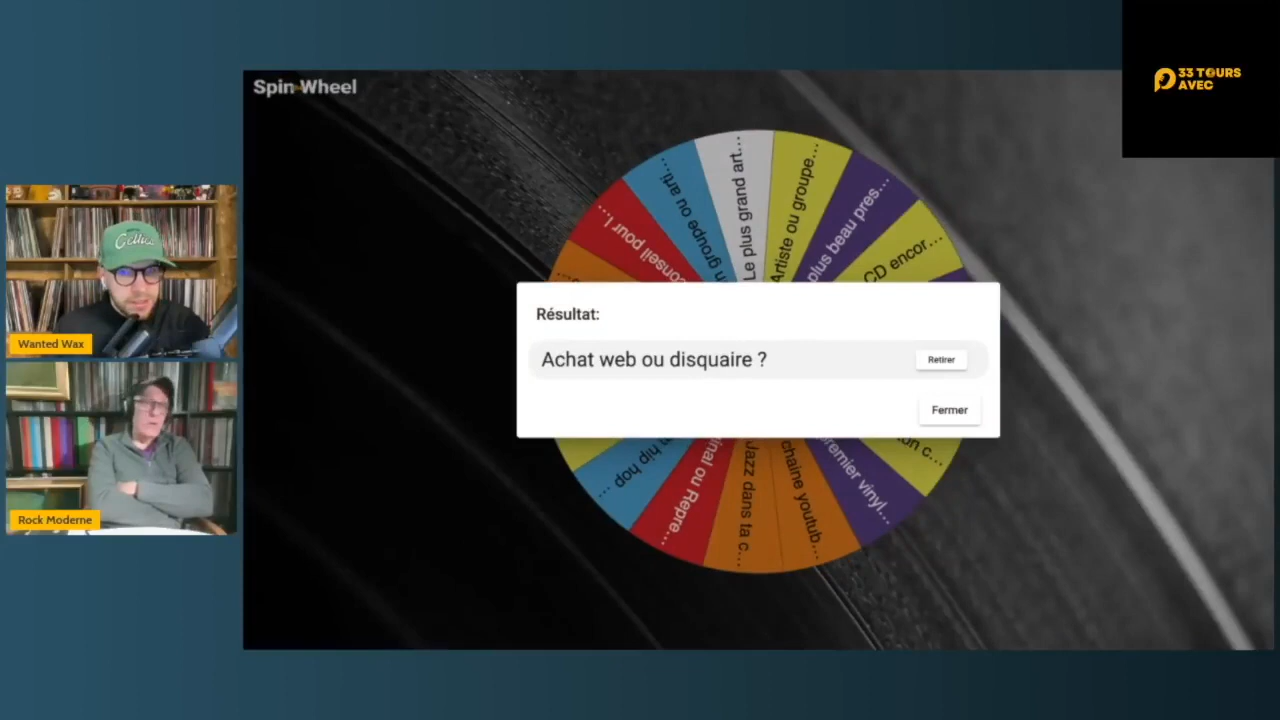 33 TOURS
AVEC
Spin Wheel
conseil pour l...
groupe ou arti...
Le plus grand art...
Artiste ou groupe...
plus beau pres...
CD encor...
Résultat:
Achat web ou disquaire ?
Retirer
Fermer
hip hop ...
ou Repre...
Jazz dans ta c...
chaine youtub...
premier vinyl...
Wanted Wax
Rock Moderne